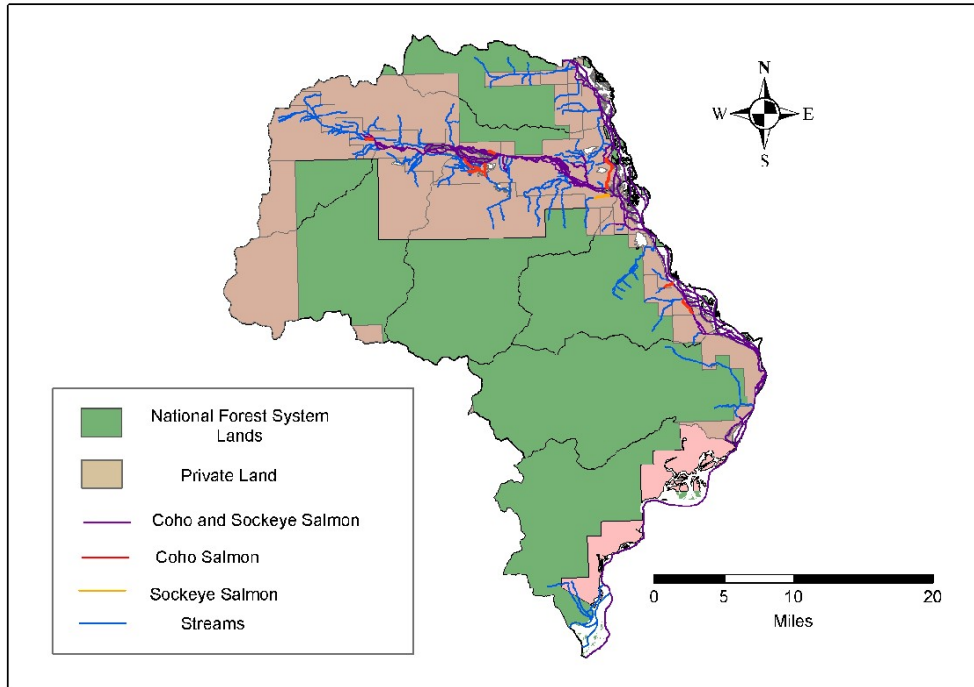 N
W E
S
National Forest System
Lands
Private Land
Coho and Sockeye Salmon
Coho Salmon
Sockeye Salmon
Streams
0 5 10 20
Miles